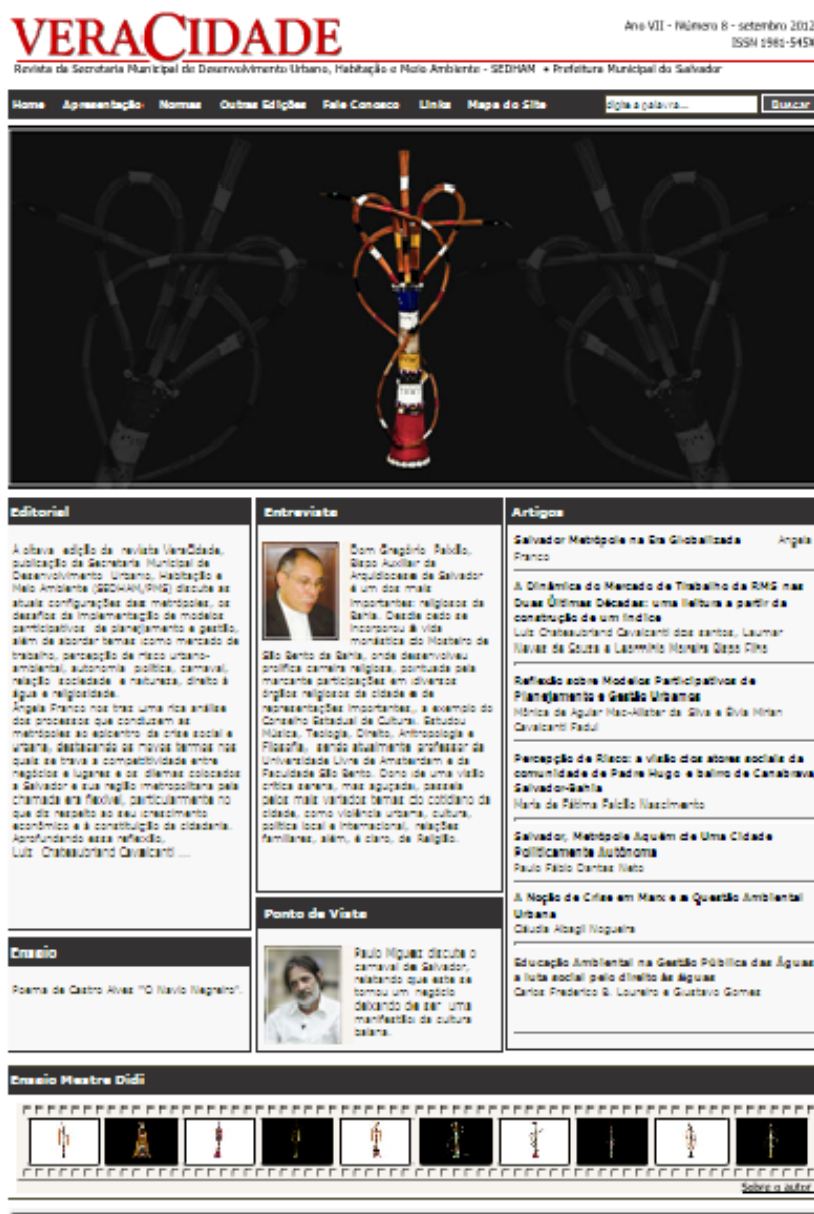 VERACIDADE
Ano VII - Número 8 - setembro 2012
ISSN 1981-545X
Revista da Secretaria Municipal de Desenvolvimento Urbano, Habitação e Meio Ambiente - SEDHAM + Prefeitura Municipal do Salvador
Home Apresentação Normas Outras Edições Fale Conosco Links Mapa do Site digite a palavra... Buscar
Editorial
A oitava edição da revista VeraCidade,
publicação da Secretaria Municipal de
Desenvolvimento Urbano, Habitação e
Meio Ambiente (SEDHAM/PMS) discute as
atuais configurações das metrópoles, os
desafios da implementação de modelos
participativos de planejamento e gestão,
além de abordar temas como mercado de
trabalho, percepção de risco urbano-
ambiental, autonomia política, carnaval,
relação sociedade e natureza, direito à
água e religiosidade.
Ângela Franco nos traz uma rica análise
dos processos que conduzem as
metrópoles ao epicentro da crise social e
urbana, destacando os novos termos nos
quais se trava a competitividade entre
negócios e lugares e os dilemas colocados
a Salvador e sua região metropolitana pela
chamada era flexível, particularmente no
que diz respeito ao seu crescimento
econômico e à constituição da cidadania.
Aprofundando essa reflexão,
Luiz Chateaubriand Cavalcanti ...
Ensaio
Poema de Castro Alves "O Navio Negreiro".
Entrevista
Dom Gregório Paixão,
Bispo Auxiliar da
Arquidiocese de Salvador
é um dos mais
importantes religiosos da
Bahia. Desde cedo se
incorporou à vida
monástica do Mosteiro de
São Bento da Bahia, onde desenvolveu
prolífica carreira religiosa, pontuada pela
marcante participações em diversos
órgãos religiosos da cidade e de
representações importantes, a exemplo do
Conselho Estadual de Cultura. Estudou
Música, Teologia, Direito, Antropologia e
Filosofia, sendo atualmente professor da
Universidade Livre de Amsterdam e da
Faculdade São Bento. Dono de uma visão
crítica serena, mas aguçada, passeia
pelos mais variados temas do cotidiano da
cidade, como violência urbana, cultura,
política local e internacional, relações
familiares, além, é claro, de Religião.
Ponto de Vista
Paulo Miguez discute o
carnaval de Salvador,
relatando que este se
tornou um negócio
deixando de ser uma
manifestão da cultura
baiana.
Artigos
Salvador Metrópole na Era Globalizada Angela
Franco
A Dinâmica do Mercado de Trabalho da RMS nas
Duas Últimas Décadas: uma leitura a partir da
construção de um índice
Luiz Chateaubriand Cavalcanti dos santos, Laumar
Neves de Souza e Moreira Bispo Filho
Reflexão sobre Modelos Participativos de
Planejamento e Gestão Urbanos
Mônica de Aguiar Mac-Allister da Silva e Élvia Mirian
Cavalcanti Fadul
Percepção de Risco: a visão dos atores sociais da
comunidade de Padre Hugo e bairro de Canabrava
Salvador-Bahia
Maria de Fátima Falcão Nascimento
Salvador, Metrópole Aquém de Uma Cidade
Politicamente Autônoma
Paulo Fábio Dantas Neto
A Noção de Crise em Marx e a Questão Ambiental
Urbana
Cláudia Albagli Nogueira
Educação Ambiental na Gestão Pública das Águas
a luta social pelo direito às águas
Carlos Frederico B. Loureiro e Gustavo Gomes
Ensaio Mestre Didi
Sobre o autor